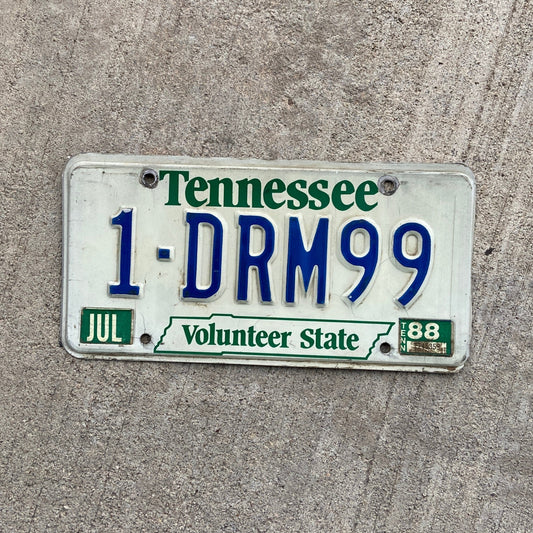 Tennessee
1-DRM99
JUL
Volunteer State
TENN
88